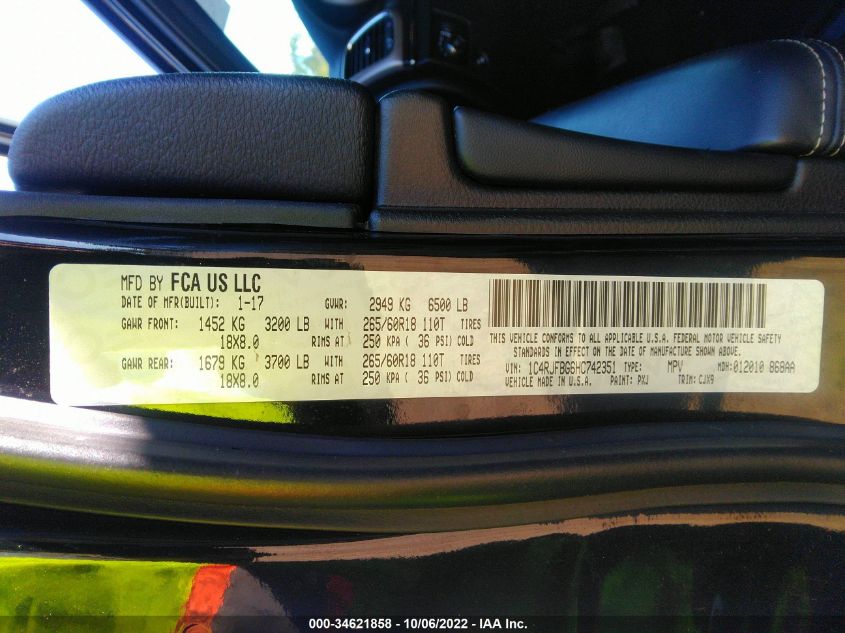 MFD BY FCA US LLC
DATE OF MFR(BUILT): 1-17 GVWR: 2949 KG 6500 LB
GAWR FRONT: 1452 KG 3200 LB WITH 265/60R18 110T TIRES
18X8.0 RIMS AT 250 KPA ( 36 PSI) COLD
GAWR REAR: 1679 KG 3700 LB WITH 265/60R18 110T TIRES
18X8.0 RIMS AT 250 KPA ( 36 PSI) COLD
THIS VEHICLE CONFORMS TO ALL APPLICABLE U.S.A. FEDERAL MOTOR VEHICLE SAFETY
STANDARDS IN EFFECT ON THE DATE OF MANUFACTURE SHOWN ABOVE.
VIN: 1C4RJFBG6HC742351 TYPE: MPV MDH: 012010 868AA
VEHICLE MADE IN U.S.A. PAINT: PXJ TRIM: CJX9
000-34621858 - 10/06/2022 - IAA Inc.